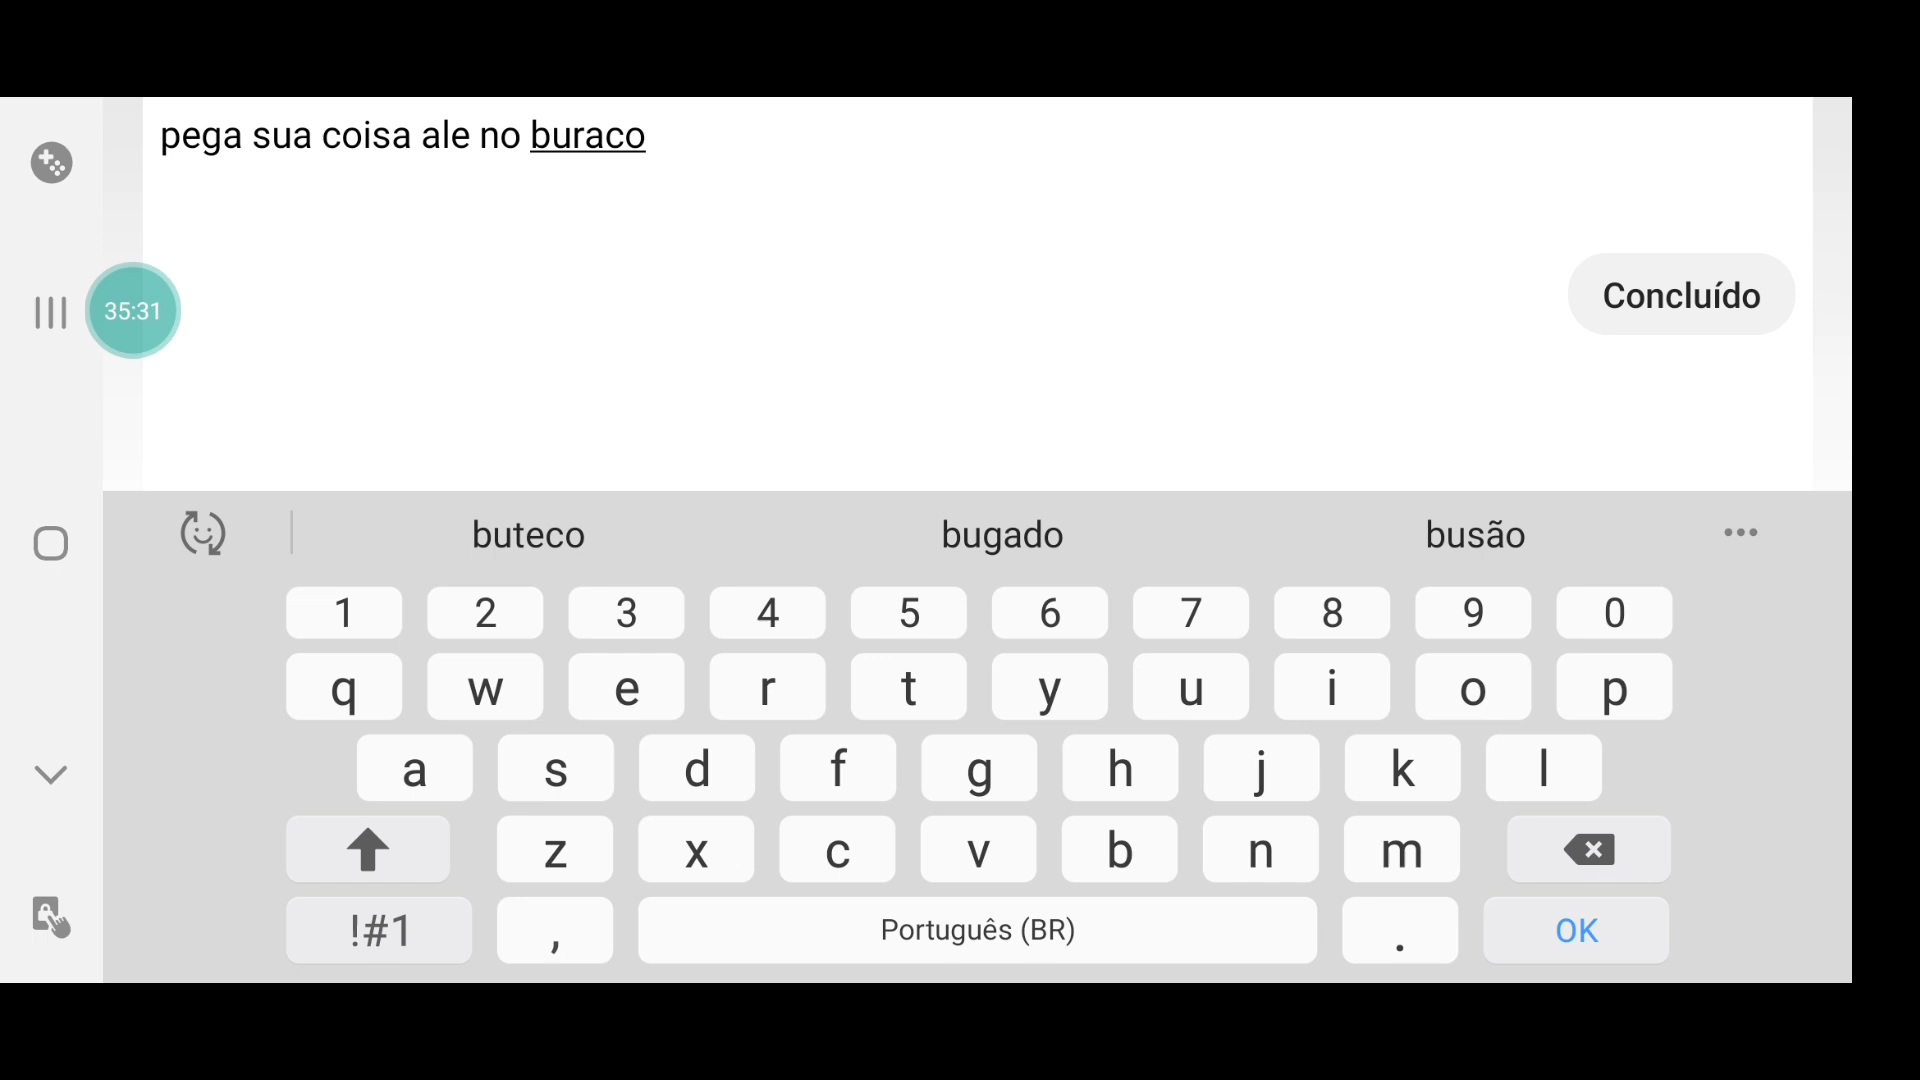 pega sua coisa ale no buraco
35:31
Concluído
buteco bugado busão
1 2 3 4 5 6 7 8 9 0
q w e r t y u i o p
a s d f g h j k l
z x c v b n m
!#1 , Português (BR) . OK